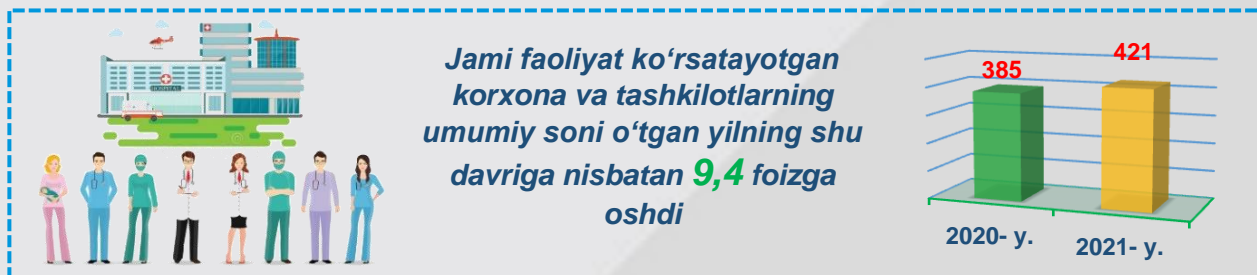 Jami faoliyat ko‘rsatayotgan
korxona va tashkilotlarning
umumiy soni o‘tgan yilning shu
davriga nisbatan 9,4 foizga
oshdi
385
421
2020- y.
2021- y.
HOSPITAL